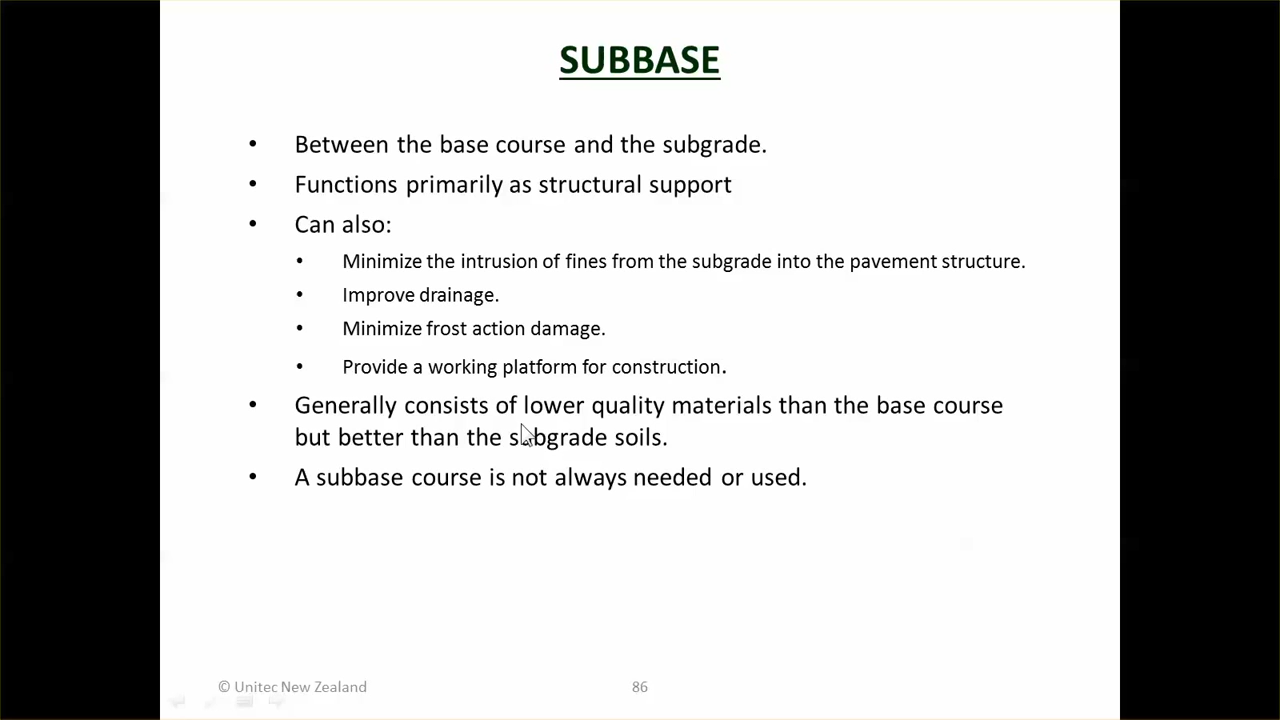 SUBBASE
• Between the base course and the subgrade.
• Functions primarily as structural support
• Can also:
• Minimize the intrusion of fines from the subgrade into the pavement structure.
• Improve drainage.
• Minimize frost action damage.
• Provide a working platform for construction.
• Generally consists of lower quality materials than the base course
but better than the subgrade soils.
• A subbase course is not always needed or used.
© Unitec New Zealand
86